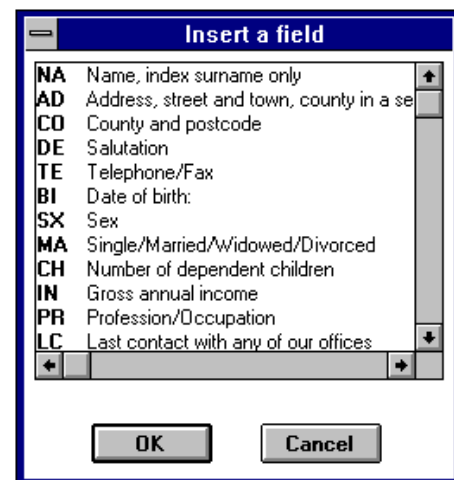 Insert a field
NA Name, index surname only
AD Address, street and town, county in a se
CO County and postcode
DE Salutation
TE Telephone/Fax
BI Date of birth:
SX Sex
MA Single/Married/Widowed/Divorced
CH Number of dependent children
IN Gross annual income
PR Profession/Occupation
LC Last contact with any of our offices
OK Cancel